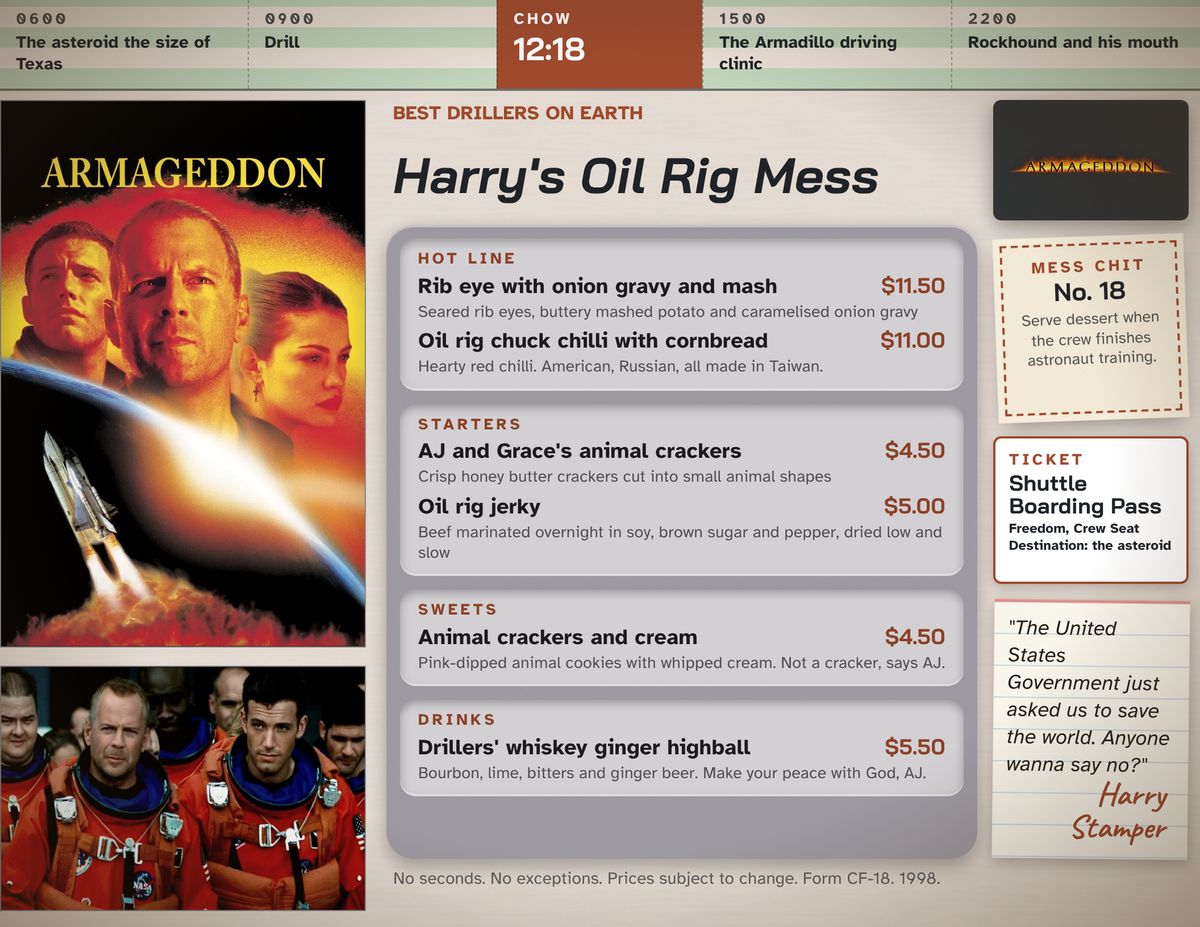 0600
The asteroid the size of
Texas
0900
Drill
CHOW
12:18
1500
The Armadillo driving
clinic
2200
Rockhound and his mouth
ARMAGEDDON
NASA
BEST DRILLERS ON EARTH
Harry's Oil Rig Mess
HOT LINE
Rib eye with onion gravy and mash $11.50
Seared rib eyes, buttery mashed potato and caramelised onion gravy
Oil rig chuck chilli with cornbread $11.00
Hearty red chilli. American, Russian, all made in Taiwan.
STARTERS
AJ and Grace's animal crackers $4.50
Crisp honey butter crackers cut into small animal shapes
Oil rig jerky $5.00
Beef marinated overnight in soy, brown sugar and pepper, dried low and
slow
SWEETS
Animal crackers and cream $4.50
Pink-dipped animal cookies with whipped cream. Not a cracker, says AJ.
DRINKS
Drillers' whiskey ginger highball $5.50
Bourbon, lime, bitters and ginger beer. Make your peace with God, AJ.
No seconds. No exceptions. Prices subject to change. Form CF-18. 1998.
ARMAGEDDON
MESS CHIT
No. 18
Serve dessert when
the crew finishes
astronaut training.
TICKET
Shuttle
Boarding Pass
Freedom, Crew Seat
Destination: the asteroid
"The United
States
Government just
asked us to save
the world. Anyone
wanna say no?"
Harry
Stamper